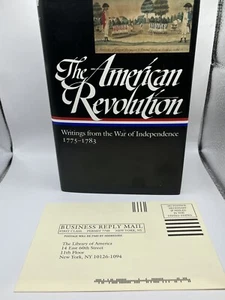 The
American
Revolution
Writings from the War of Independence
1775–1783
BUSINESS REPLY MAIL
The Library of America
14 East 60th Street
11th Floor
New York, NY 10126-1094